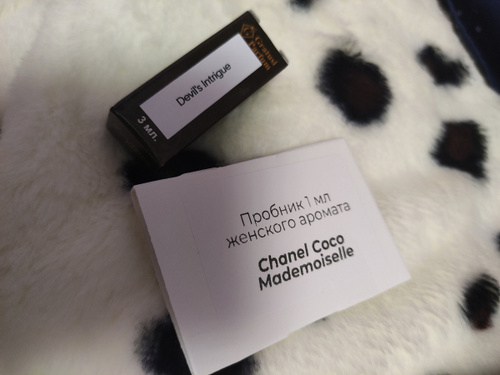 Devil's Intrigue
3 мл.
Пробник 1 мл
женского аромата
Chanel Coco
Mademoiselle